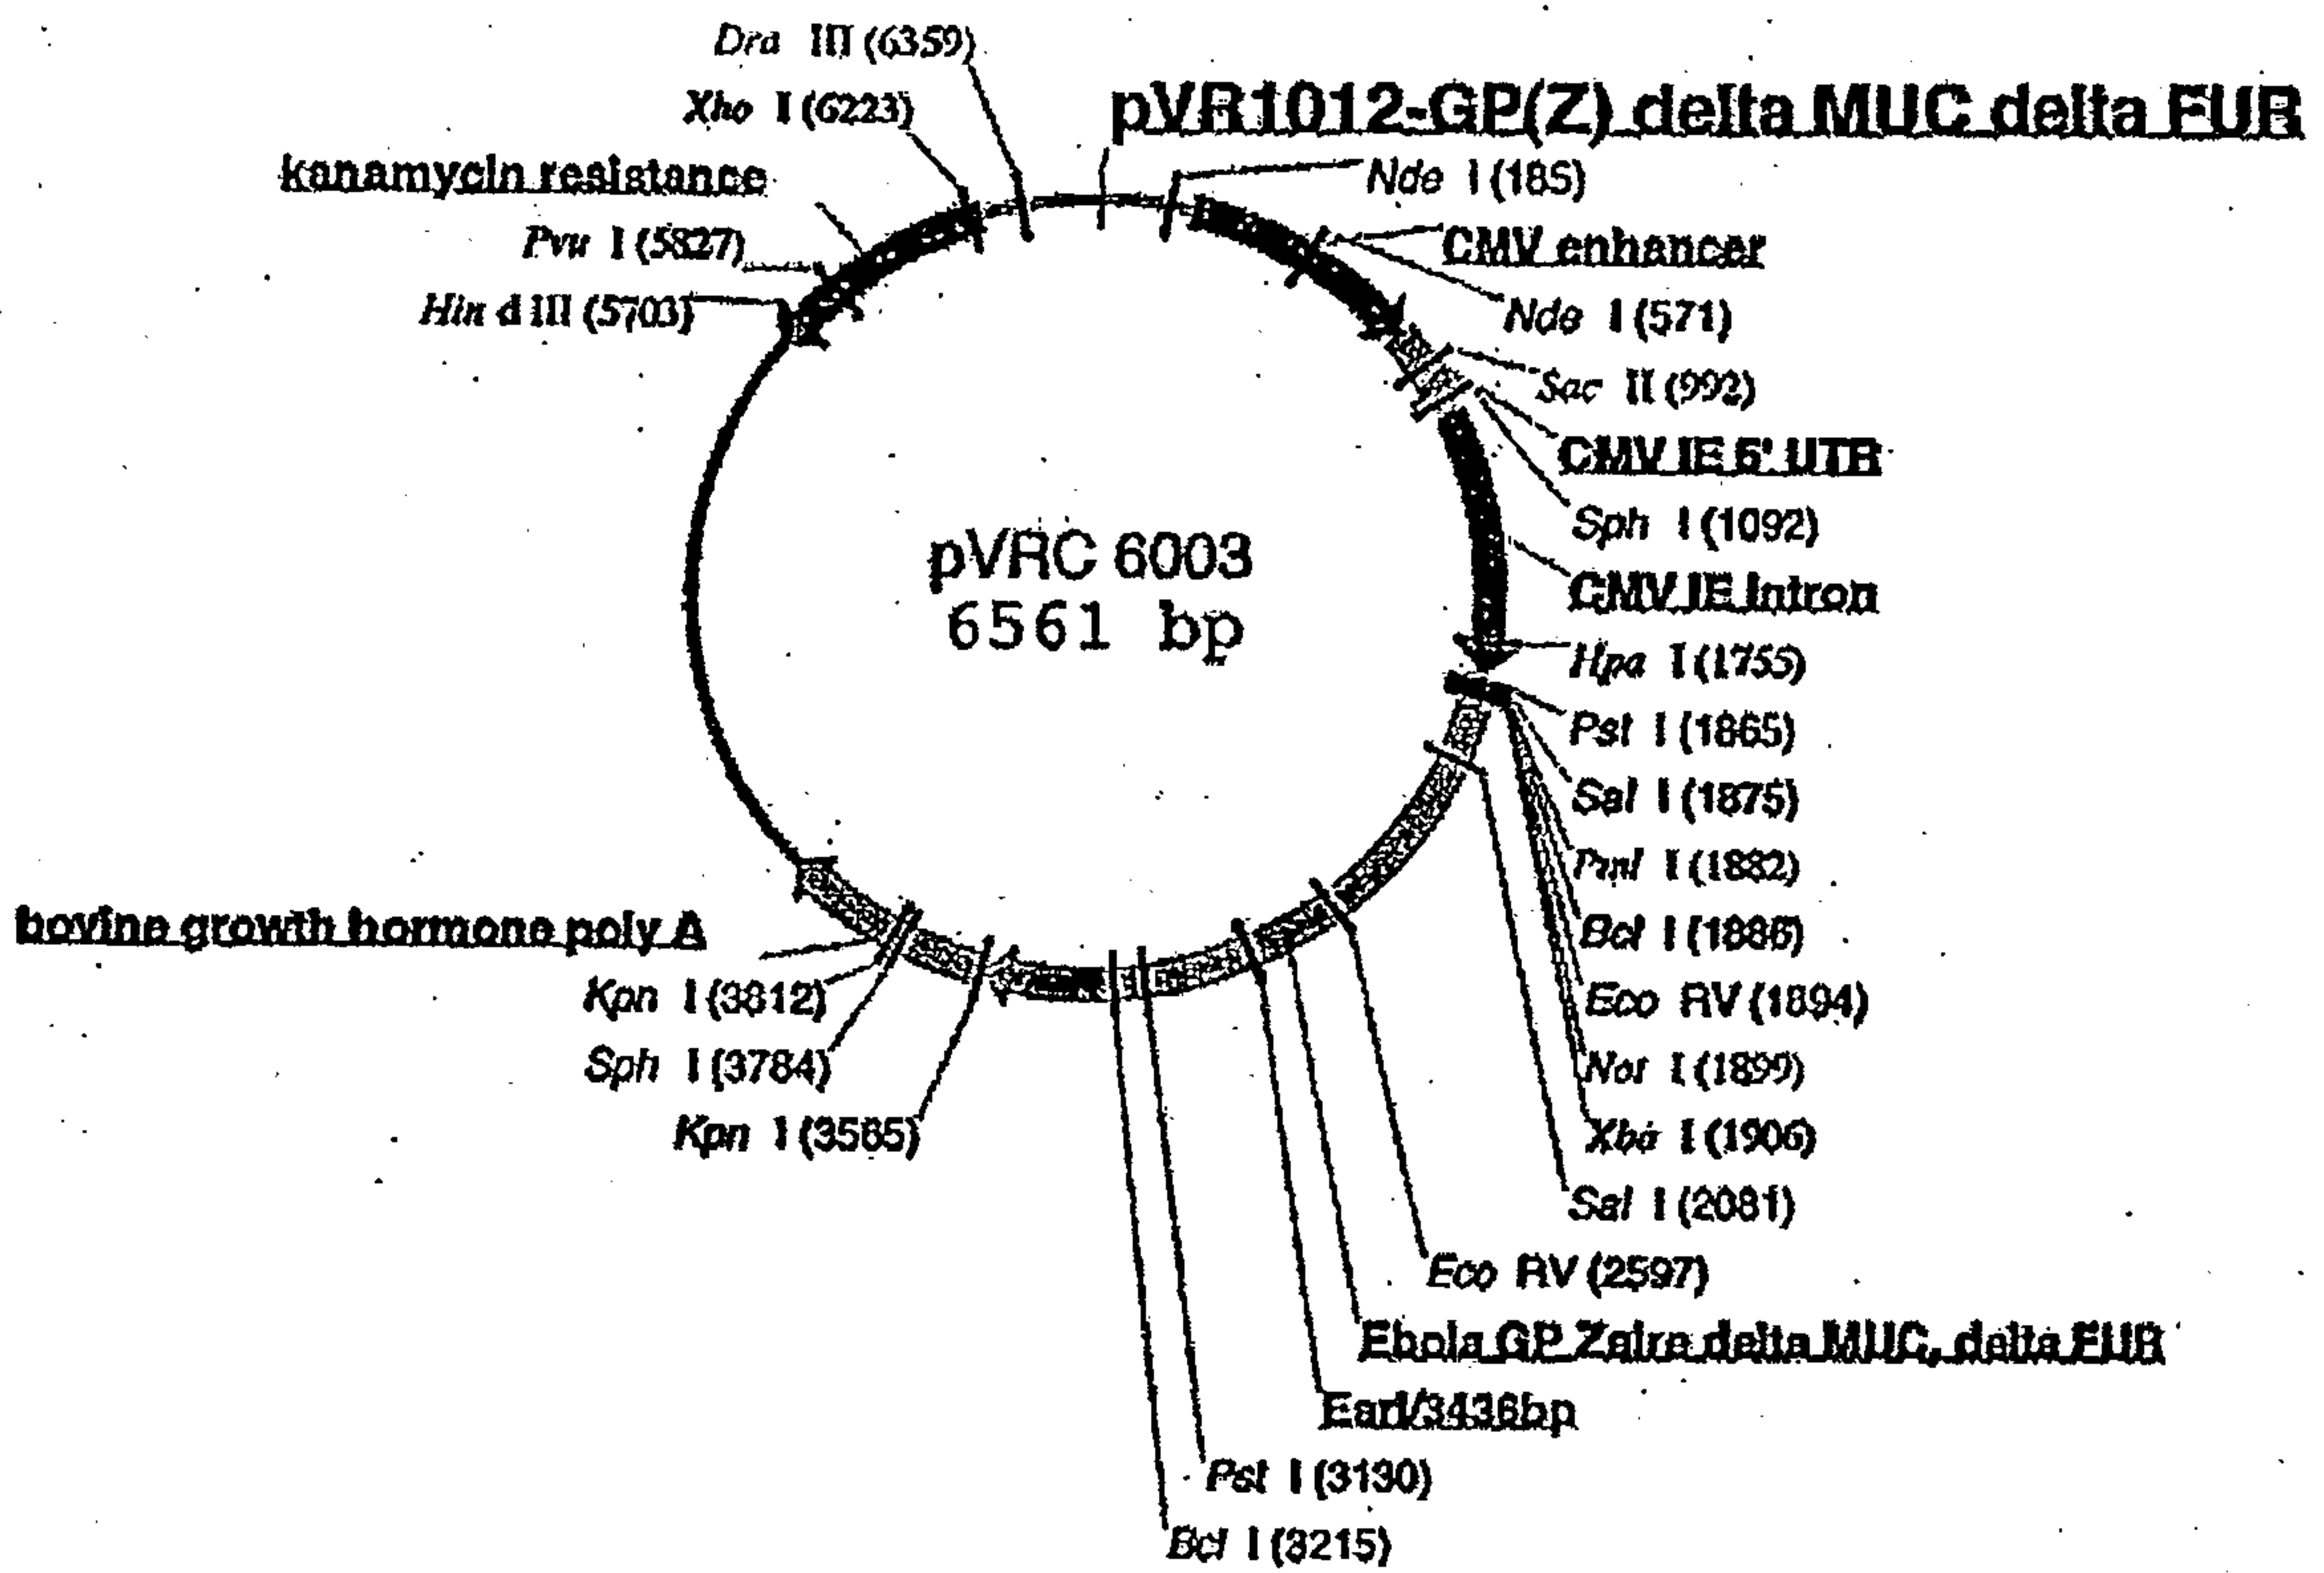 Dra III (6359)
Xho I (6223)
pVR1012-GP(Z) delta MUC delta FUR
kanamycin resistance
Nde I (185)
Pvu I (5827)
CMV enhancer
Hin d III (5703)
Nde I (571)
Sac II (992)
CMV IE 5' UTR
Sph I (1092)
pVRC 6003
6561 bp
CMV IE Intron
Hpa I (1755)
Pst I (1865)
Sal I (1875)
Pml I (1882)
Bcl I (1886)
bovine growth hormone poly A
Kpn I (3812)
Eco RV (1894)
Sph I (3784)
Not I (1899)
Kpn I (3565)
Xba I (1906)
Sal I (2081)
Eco RV (2597)
Ebola GP Zaire delta MUC, delta FUR
EarI/3436bp
Pst I (3130)
Bcl I (3215)